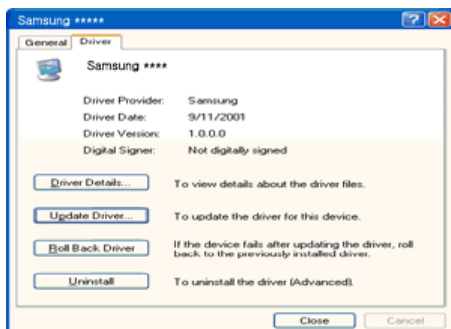 Samsung *****
General Driver
Samsung ****
Driver Provider: Samsung
Driver Date: 9/11/2001
Driver Version: 1.0.0.0
Digital Signer: Not digitally signed
Driver Details... To view details about the driver files.
Update Driver... To update the driver for this device.
Roll Back Driver If the device fails after updating the driver, roll
back to the previously installed driver.
Uninstall To uninstall the driver (Advanced).
Close Cancel